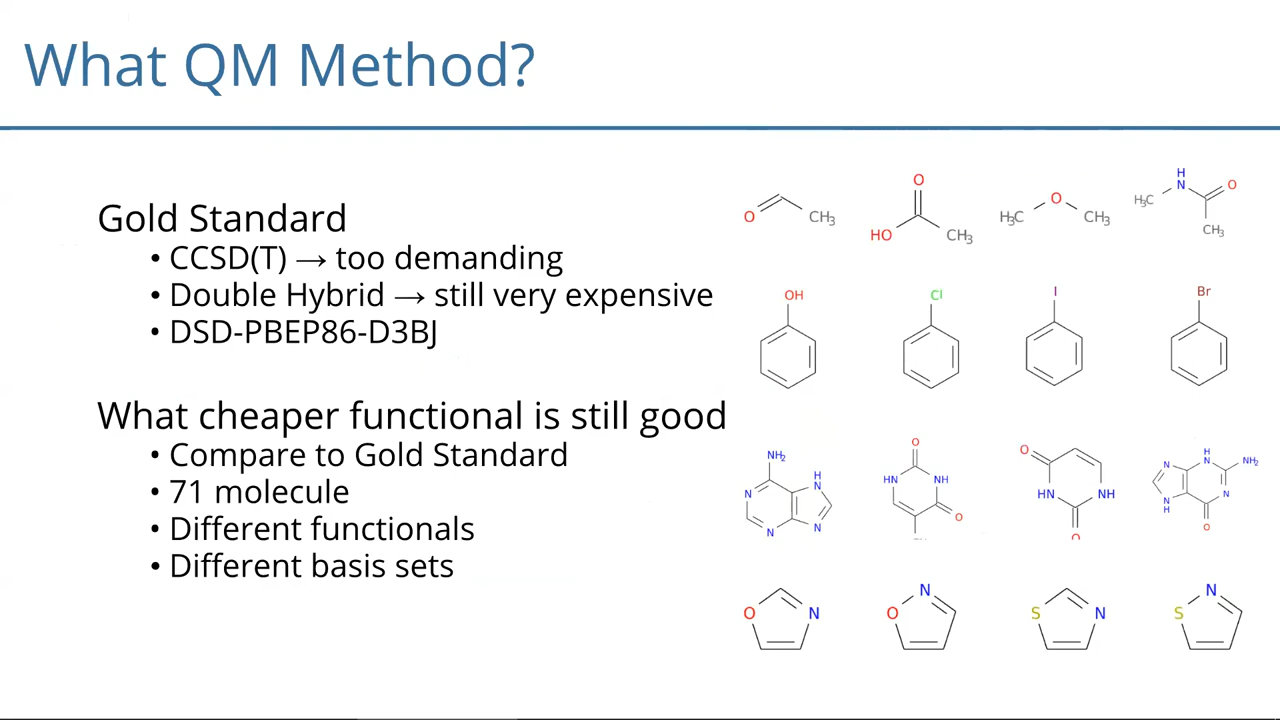 What QM Method?
Gold Standard
• CCSD(T) → too demanding
• Double Hybrid → still very expensive
• DSD-PBEP86-D3BJ
What cheaper functional is still good
• Compare to Gold Standard
• 71 molecule
• Different functionals
• Different basis sets
O CH3
O HO CH3
H3C O CH3
H3C H N O CH3
OH
Cl
I
Br
NH2 N N H N N
O HN NH O
O HN NH O
N N H N H N NH2 O
O N
O N
S N
S N